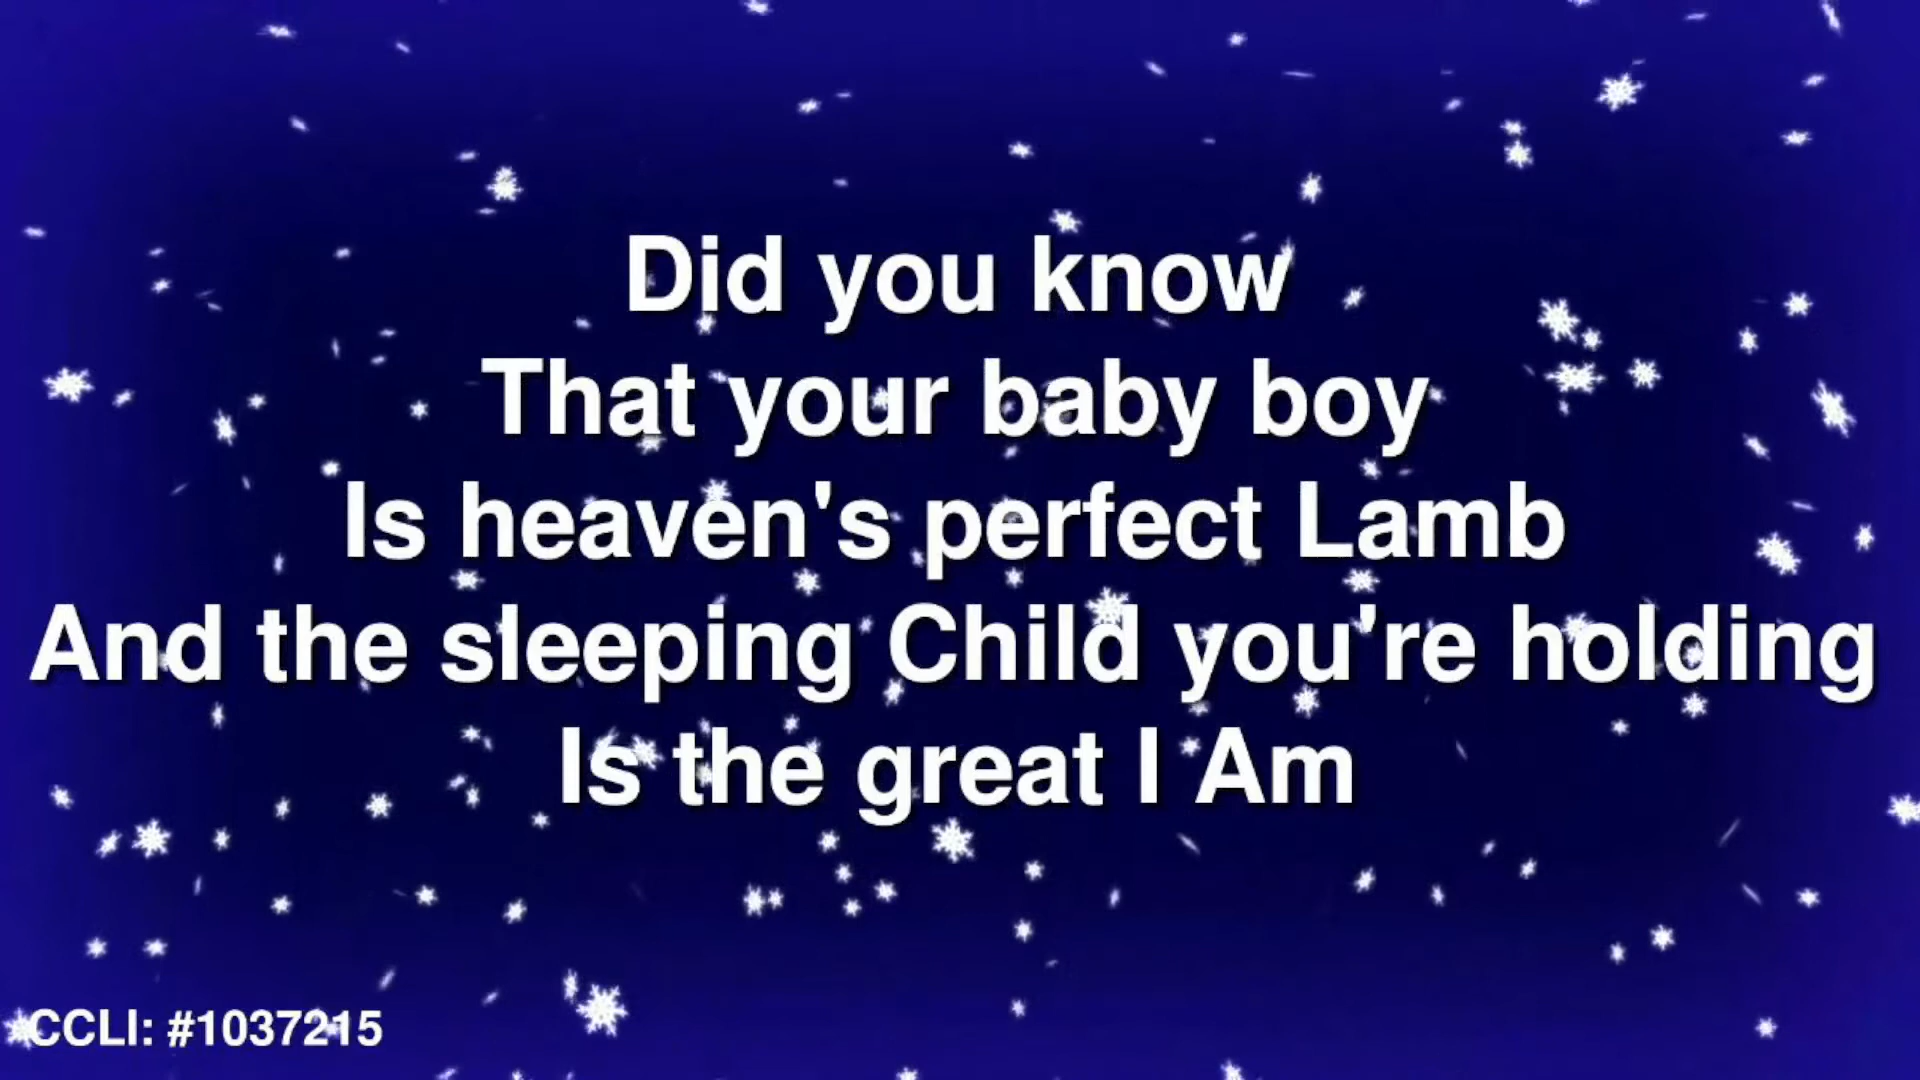 Did you know
That your baby boy
Is heaven's perfect Lamb
And the sleeping Child you're holding
Is the great I Am
CCLI: #1037215